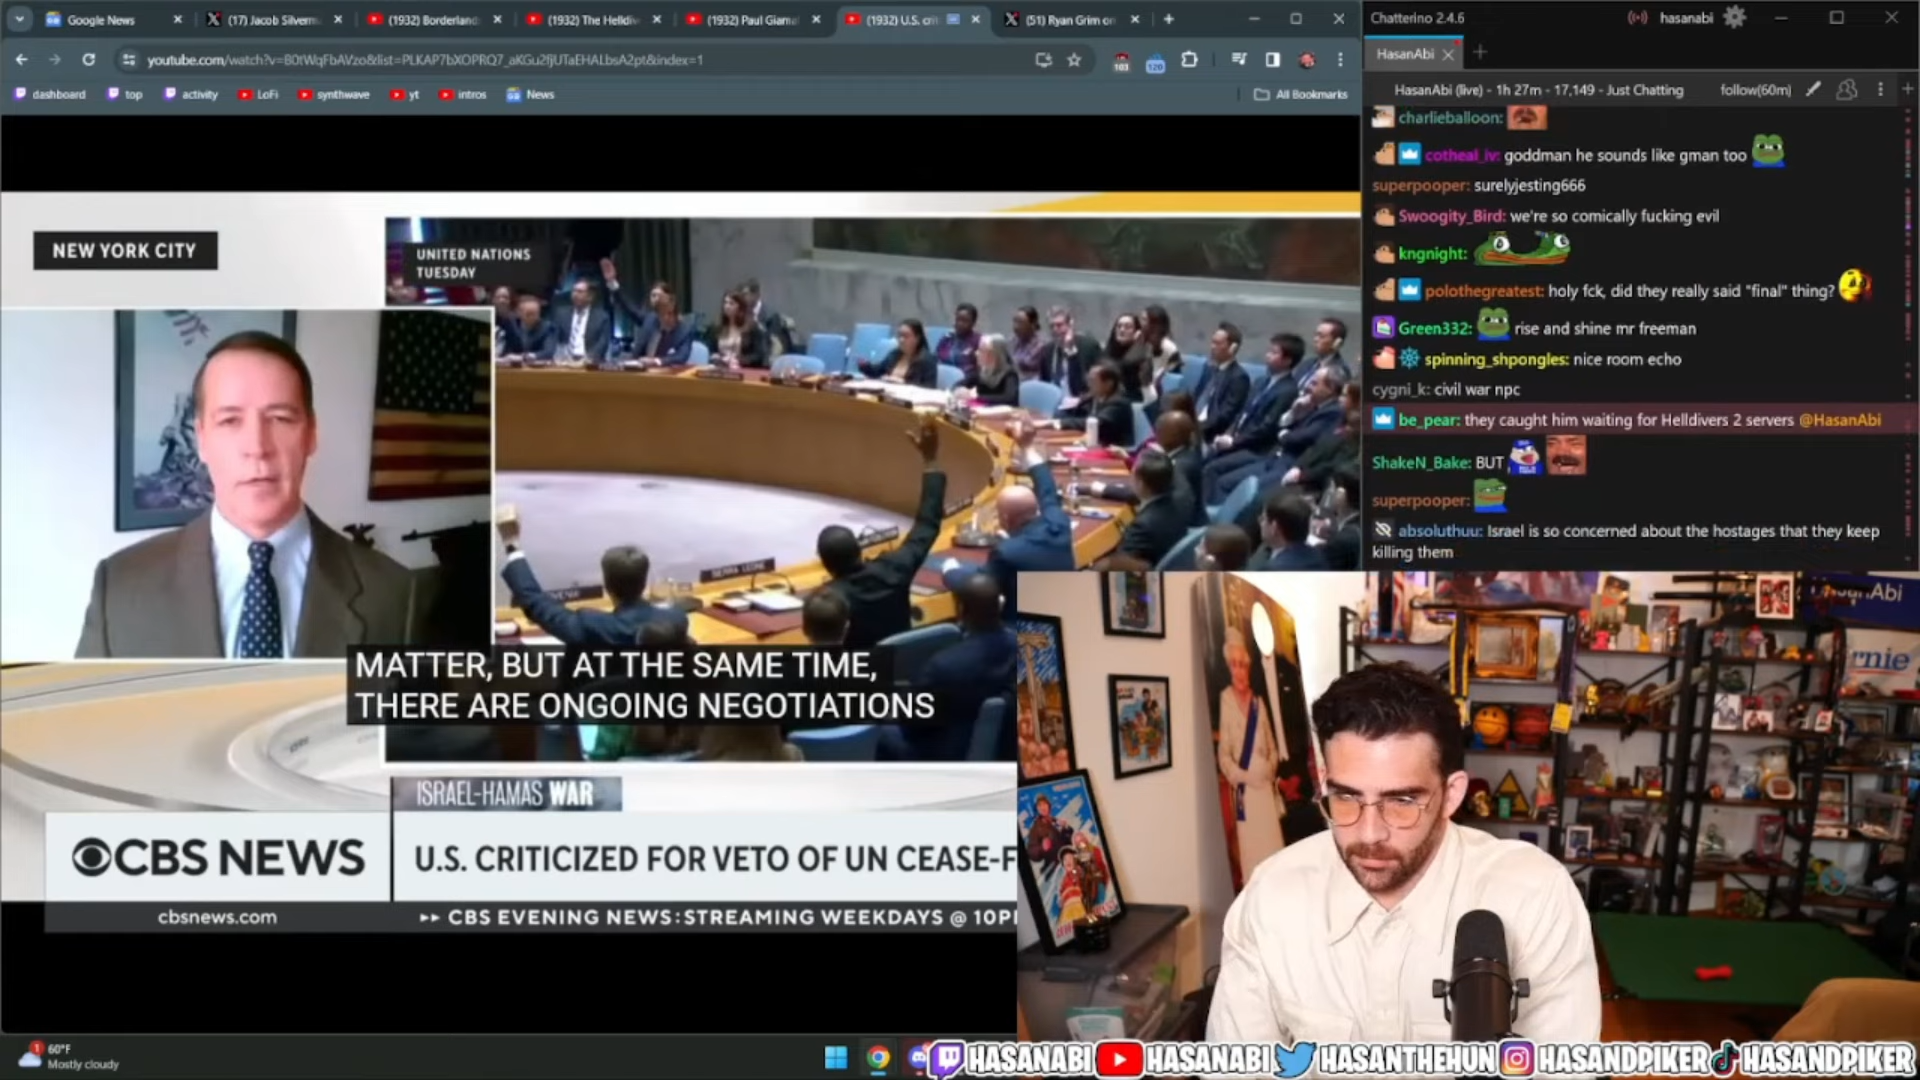 Google News
(17) Jacob Silverm
(1932) Borderland
(1932) The Helldiv
(1932) Paul Giama
(1932) U.S. crit
(51) Ryan Grim on
youtube.com/watch?v=B0tWqFbAVzo&list=PLKAP7bXOPRQ7_aKGu2fJUTaEHALbsA2pt&index=1
103
120
dashboard
top
activity
LoFi
synthwave
yt
intros
News
All Bookmarks
Chatterino 2.4.6
hasanabi
HasanAbi
HasanAbi (live) - 1h 27m - 17,149 - Just Chatting
follow(60m)
charlieballoon:
cotheal_iv: goddman he sounds like gman too
superpooper: surelyjesting666
Swoogity_Bird: we're so comically fucking evil
kngnight:
polothegreatest: holy fck, did they really said "final" thing?
Green332: rise and shine mr freeman
spinning_shpongles: nice room echo
cygni_k: civil war npc
be_pear: they caught him waiting for Helldivers 2 servers @HasanAbi
ShakeN_Bake: BUT
superpooper:
absoluthuu: Israel is so concerned about the hostages that they keep
killing them
NEW YORK CITY
UNITED NATIONS
TUESDAY
SIERRA LEONE
MATTER, BUT AT THE SAME TIME,
THERE ARE ONGOING NEGOTIATIONS
ISRAEL-HAMAS WAR
CBS NEWS
U.S. CRITICIZED FOR VETO OF UN CEASE-F
cbsnews.com
CBS EVENING NEWS: STREAMING WEEKDAYS @ 10P
1
60°F
Mostly cloudy
HASANABI
HASANABI
HASANTHEHUN
HASANDPIKER
HASANDPIKER